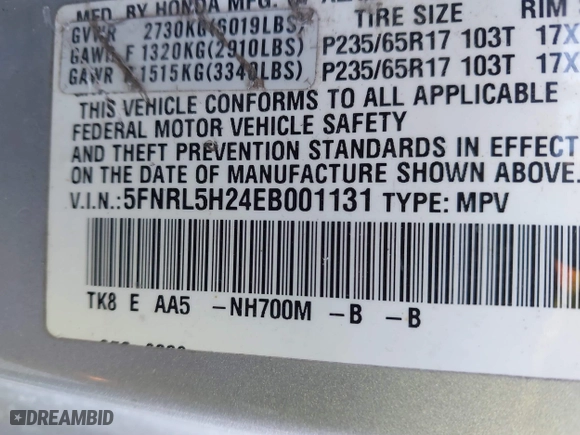 MFD. BY HONDA MFG.
TIRE SIZE RIM
GVWR 2730KG(6019LBS)
GAWR F 1320KG(2910LBS) P235/65R17 103T 17X
GAWR 1515KG(3340LBS) P235/65R17 103T 17X
THIS VEHICLE CONFORMS TO ALL APPLICABLE
FEDERAL MOTOR VEHICLE SAFETY
AND THEFT PREVENTION STANDARDS IN EFFECT
ON THE DATE OF MANUFACTURE SHOWN ABOVE.
V.I.N.:5FNRL5H24EB001131 TYPE: MPV
TK8 E AA5 -NH700M -B -B
DREAMBID